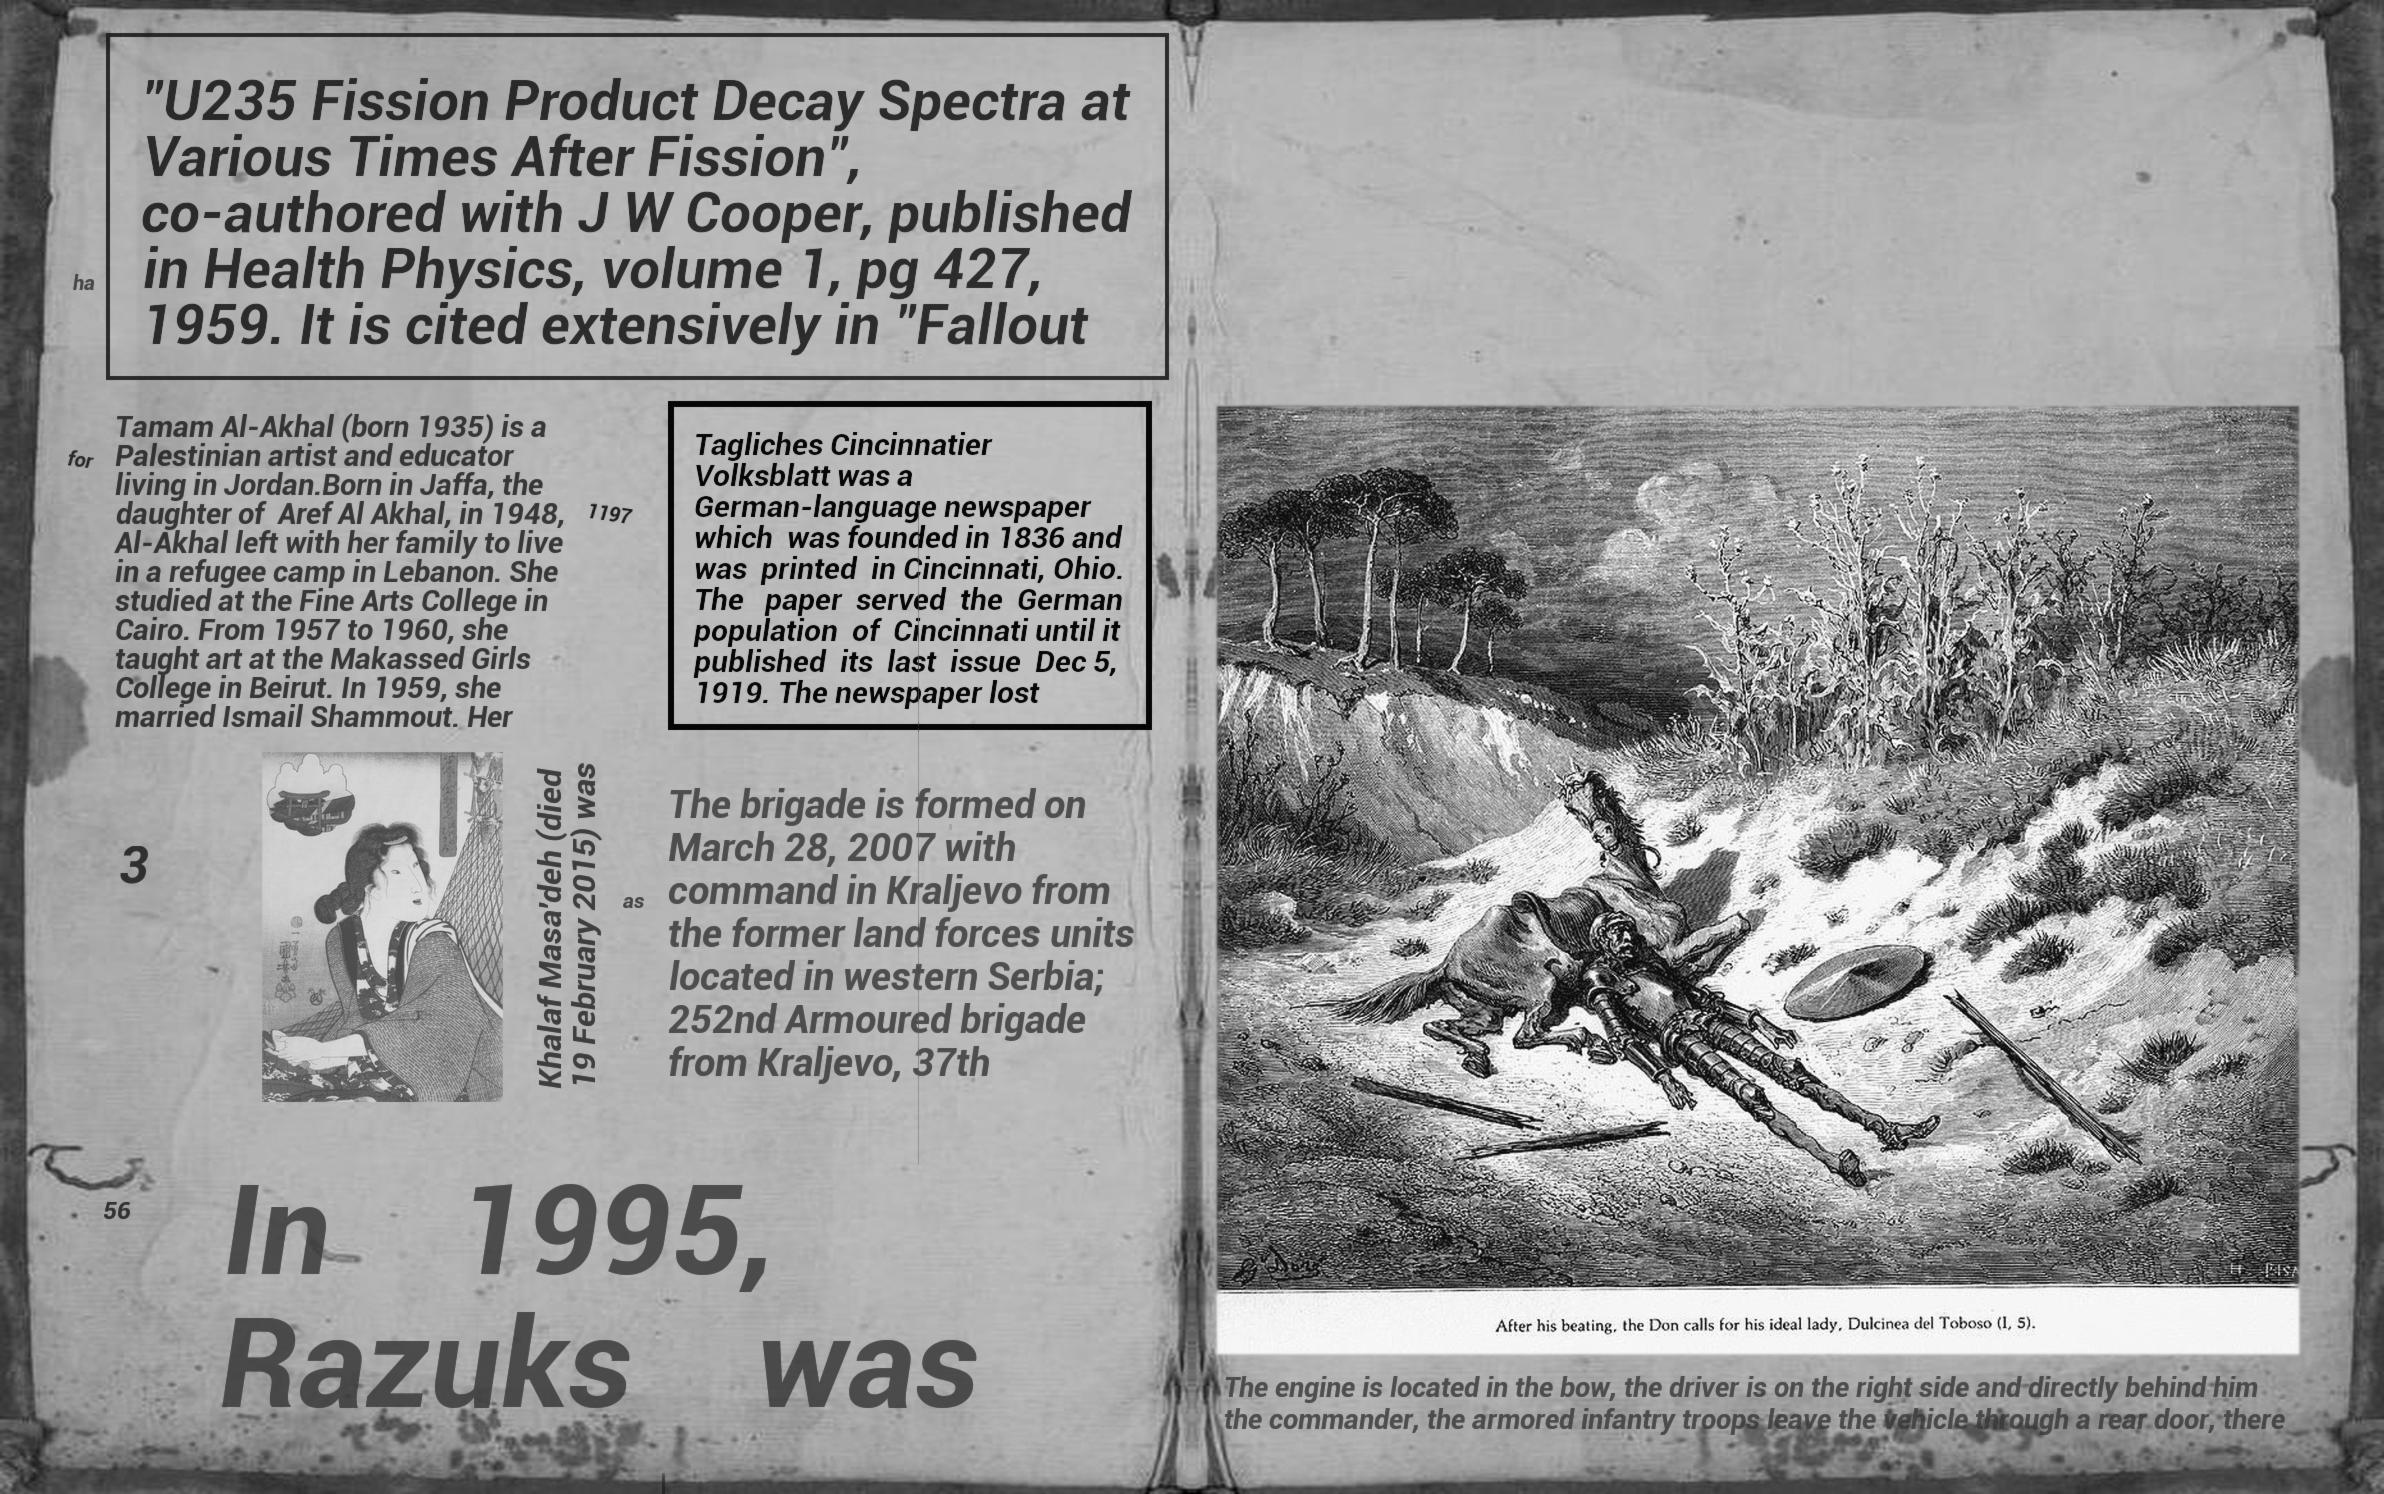 "U235 Fission Product Decay Spectra at
Various Times After Fission",
co-authored with J W Cooper, published
in Health Physics, volume 1, pg 427,
1959. It is cited extensively in "Fallout
ha
Tamam Al-Akhal (born 1935) is a
Palestinian artist and educator
living in Jordan.Born in Jaffa, the
daughter of Aref Al Akhal, in 1948,
Al-Akhal left with her family to live
in a refugee camp in Lebanon. She
studied at the Fine Arts College in
Cairo. From 1957 to 1960, she
taught art at the Makassed Girls
College in Beirut. In 1959, she
married Ismail Shammout. Her
for
1197
Tagliches Cincinnatier
Volksblatt was a
German-language newspaper
which was founded in 1836 and
was printed in Cincinnati, Ohio.
The paper served the German
population of Cincinnati until it
published its last issue Dec 5,
1919. The newspaper lost
3
Khalaf Masa'deh (died
19 February 2015) was
as
The brigade is formed on
March 28, 2007 with
command in Kraljevo from
the former land forces units
located in western Serbia;
252nd Armoured brigade
from Kraljevo, 37th
56
In 1995,
Razuks was
G Doré
After his beating, the Don calls for his ideal lady, Dulcinea del Toboso (I, 5).
The engine is located in the bow, the driver is on the right side and directly behind him
the commander, the armored infantry troops leave the vehicle through a rear door, there